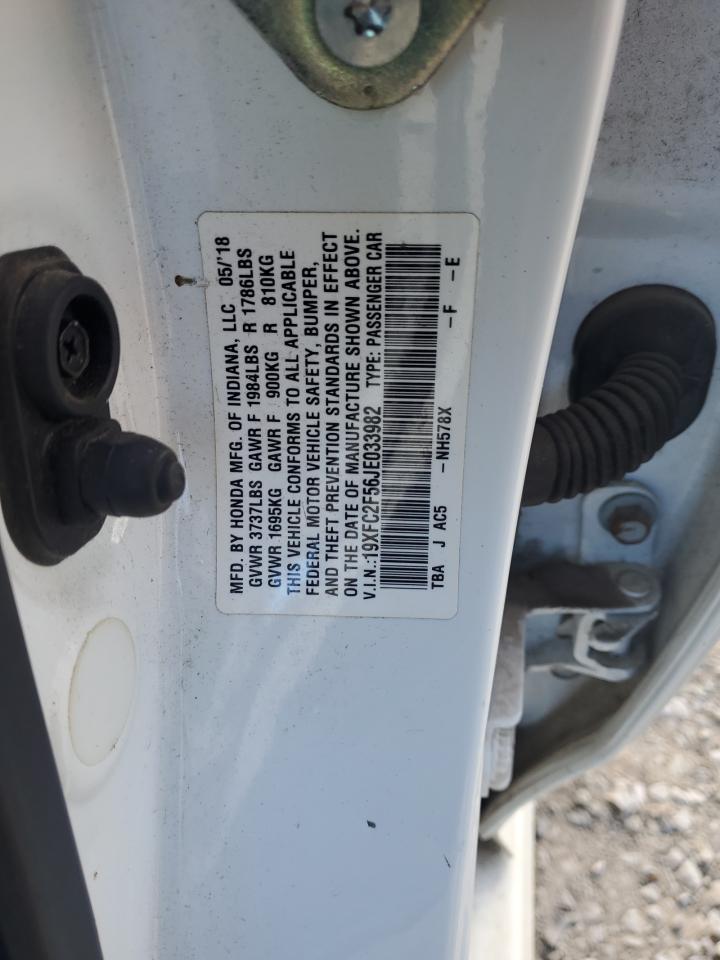 MFD. BY HONDA MFG. OF INDIANA, LLC 05/'18
GVWR 3737LBS GAWR F 1984LBS R 1786LBS
GVWR 1695KG GAWR F 900KG R 810KG
THIS VEHICLE CONFORMS TO ALL APPLICABLE
FEDERAL MOTOR VEHICLE SAFETY, BUMPER,
AND THEFT PREVENTION STANDARDS IN EFFECT
ON THE DATE OF MANUFACTURE SHOWN ABOVE.
V.I.N.:19XFC2F56JE033982 TYPE: PASSENGER CAR
TBA J AC5 -NH578X -F -E